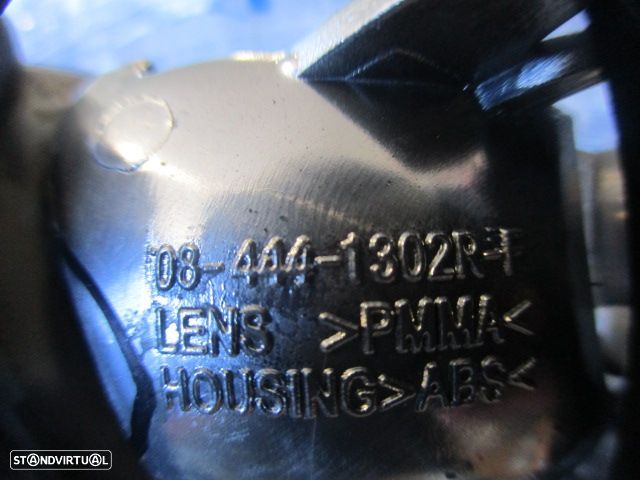 08-444-1302R-F
LENS >PMMA<
HOUSING>ABS<
STANDVIRTUAL